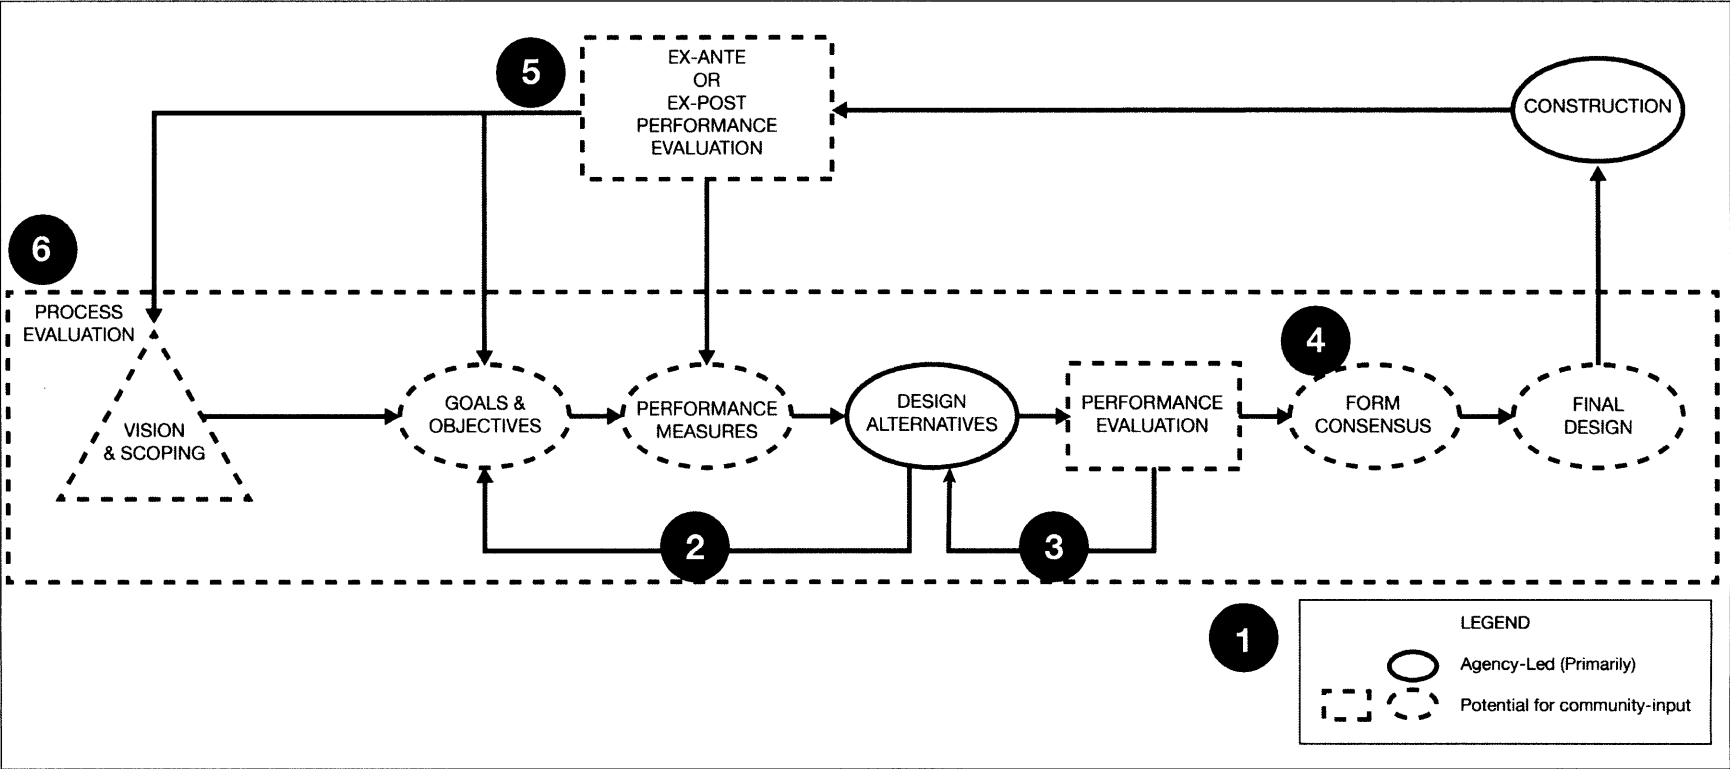 5
EX-ANTE
OR
EX-POST
PERFORMANCE
EVALUATION
CONSTRUCTION
6
PROCESS
EVALUATION
VISION
& SCOPING
GOALS &
OBJECTIVES
PERFORMANCE
MEASURES
DESIGN
ALTERNATIVES
PERFORMANCE
EVALUATION
4
FORM
CONSENSUS
FINAL
DESIGN
2
3
1
LEGEND
Agency-Led (Primarily)
Potential for community-input